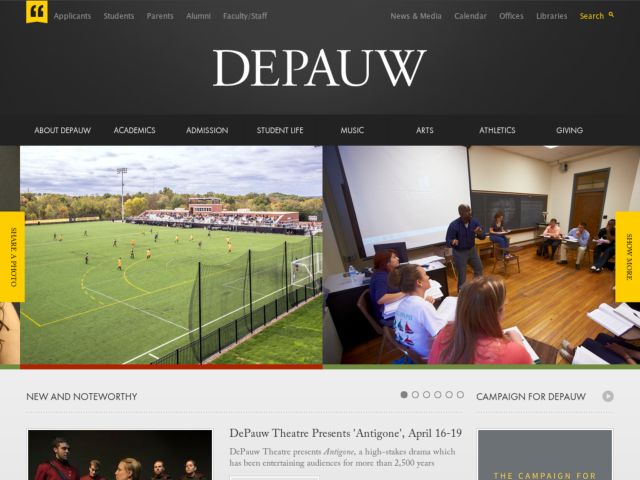 Applicants Students Parents Alumni Faculty/Staff News & Media Calendar Offices Libraries Search
DEPAUW
ABOUT DEPAUW ACADEMICS ADMISSION STUDENT LIFE MUSIC ARTS ATHLETICS GIVING
SHARE A PHOTO
SHOW MORE
NEW AND NOTEWORTHY
CAMPAIGN FOR DEPAUW
DePauw Theatre Presents 'Antigone', April 16-19
DePauw Theatre presents Antigone, a high-stakes drama which
has been entertaining audiences for more than 2,500 years
THE CAMPAIGN FOR